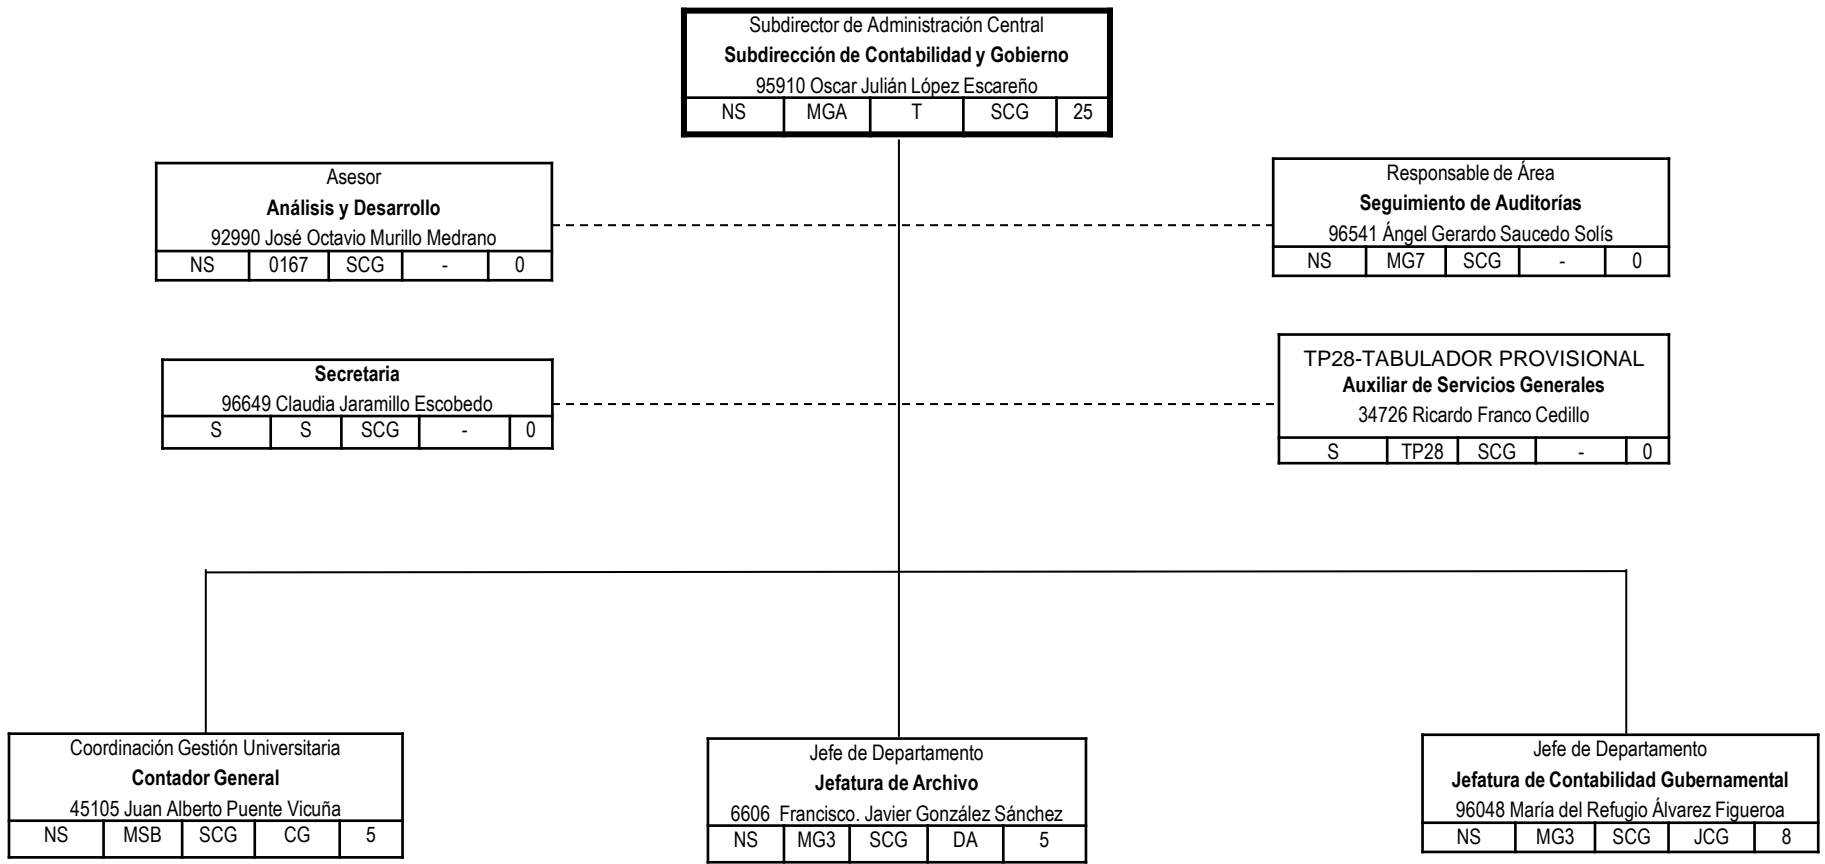 Subdirector de Administración Central
Subdirección de Contabilidad y Gobierno
95910 Oscar Julián López Escareño
NS MGA T SCG 25
Asesor
Análisis y Desarrollo
92990 José Octavio Murillo Medrano
NS 0167 SCG - 0
Responsable de Área
Seguimiento de Auditorías
96541 Ángel Gerardo Saucedo Solís
NS MG7 SCG - 0
Secretaria
96649 Claudia Jaramillo Escobedo
S S SCG - 0
TP28-TABULADOR PROVISIONAL
Auxiliar de Servicios Generales
34726 Ricardo Franco Cedillo
S TP28 SCG - 0
Coordinación Gestión Universitaria
Contador General
45105 Juan Alberto Puente Vicuña
NS MSB SCG CG 5
Jefe de Departamento
Jefatura de Archivo
6606 Francisco. Javier González Sánchez
NS MG3 SCG DA 5
Jefe de Departamento
Jefatura de Contabilidad Gubernamental
96048 María del Refugio Álvarez Figueroa
NS MG3 SCG JCG 8